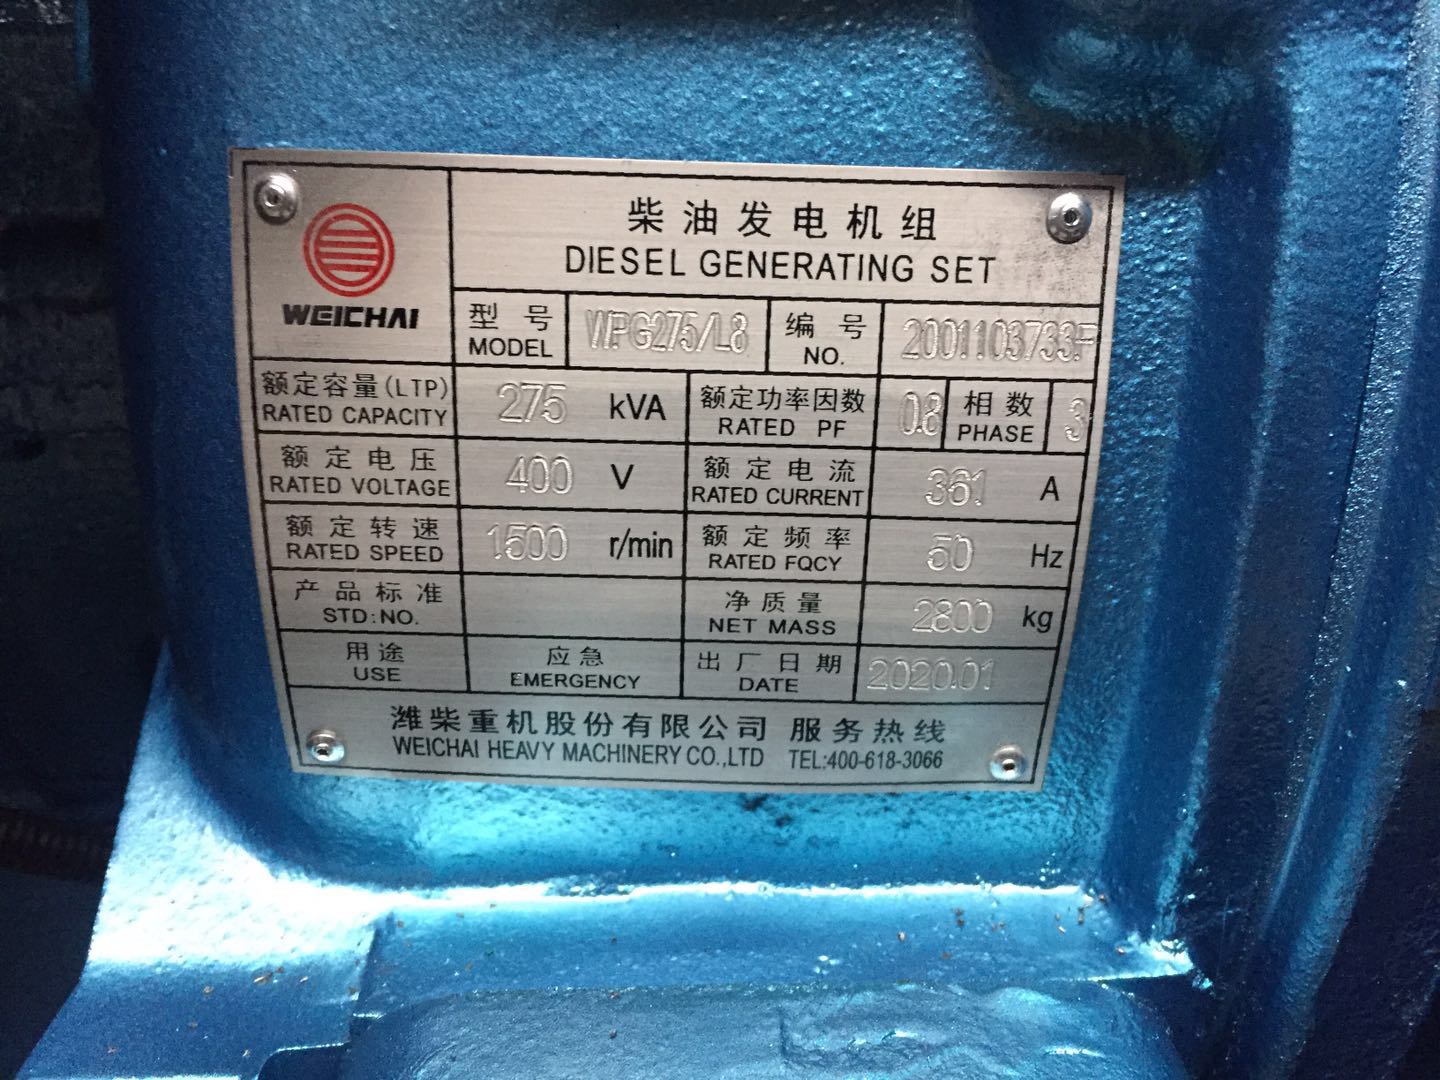 WEICHAI
柴油发电机组
DIESEL GENERATING SET
型号 WPG275/L8 编号 2001103733F
MODEL NO.
额定容量(LTP) 275 kVA 额定功率因数 0.8 相数 3
RATED CAPACITY RATED PF PHASE
额定电压 400 V 额定电流 361 A
RATED VOLTAGE RATED CURRENT
额定转速 1500 r/min 额定频率 50 Hz
RATED SPEED RATED FQCY
产品标准 净质量 2800 kg
STD:NO. NET MASS
用途 应急 出厂日期 2020.01
USE EMERGENCY DATE
潍柴重机股份有限公司 服务热线
WEICHAI HEAVY MACHINERY CO.,LTD TEL:400-618-3066